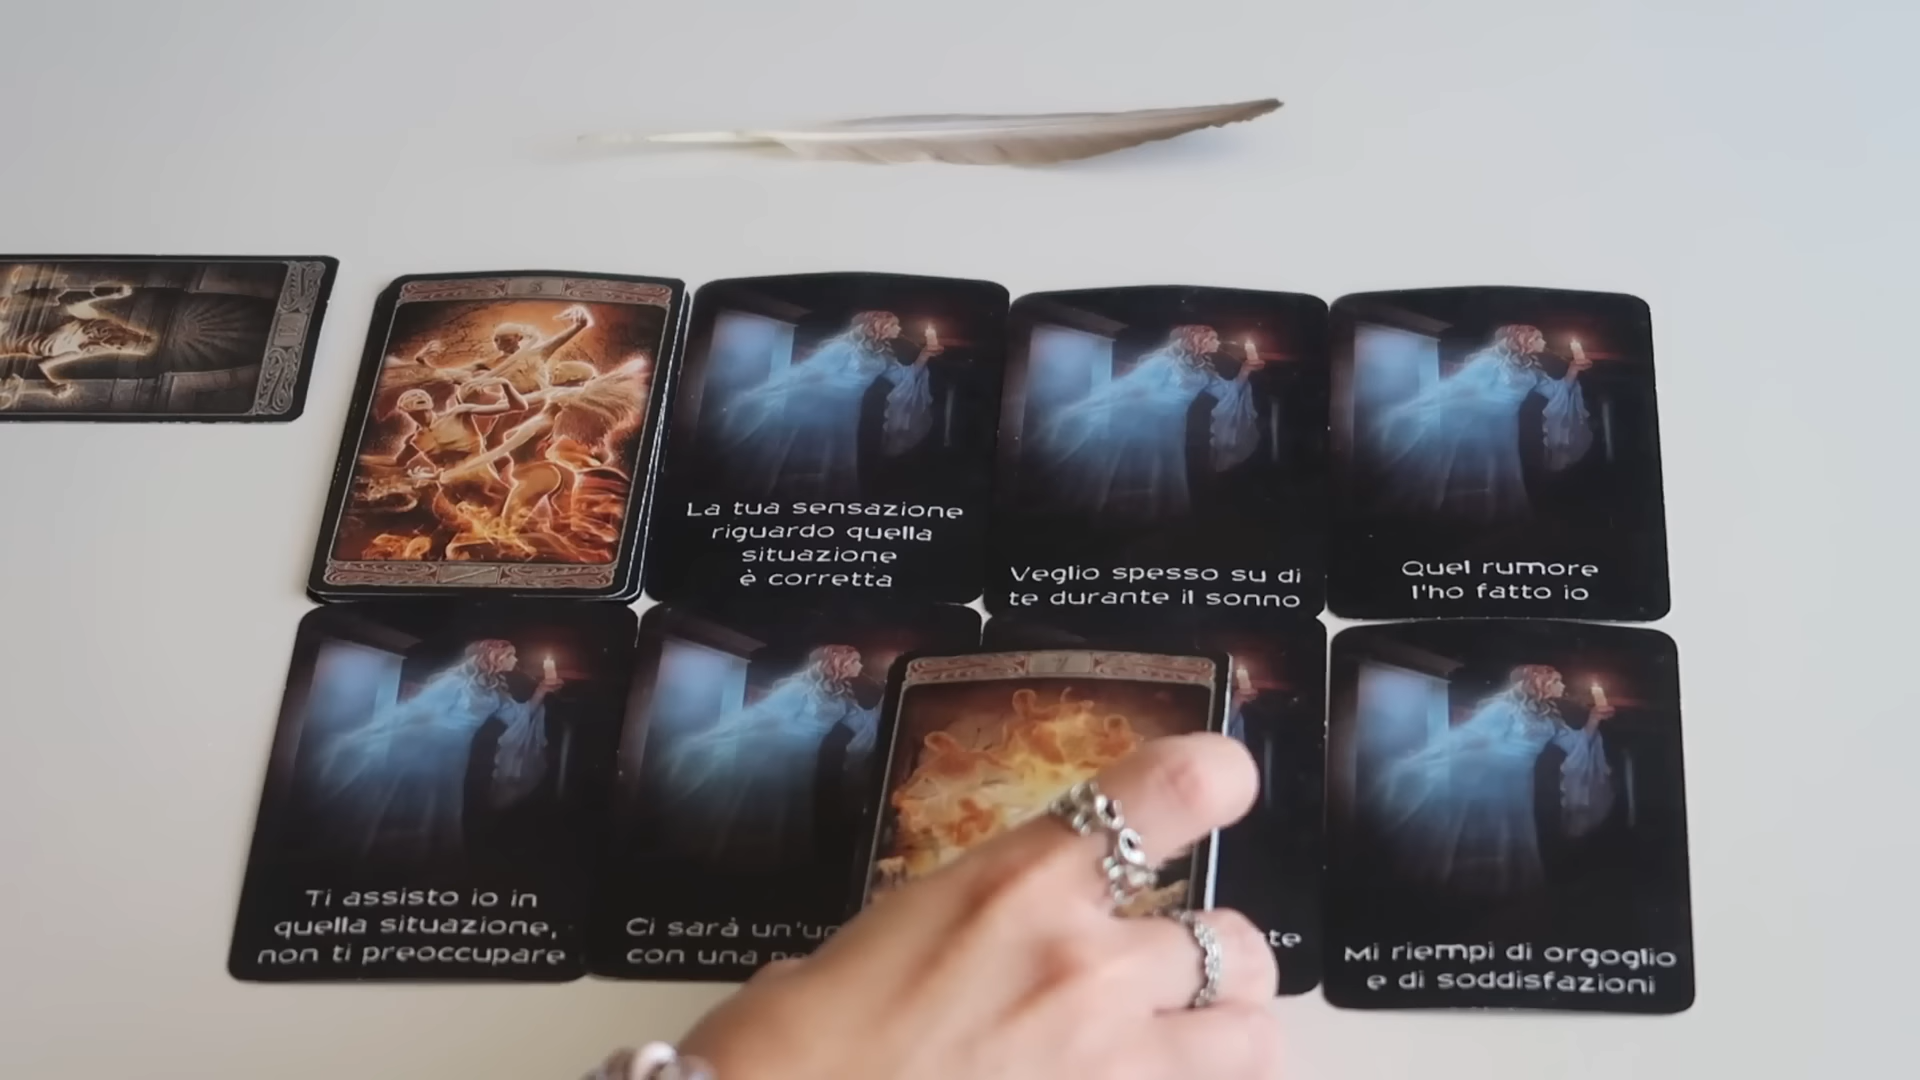 La tua sensazione
riguardo quella
situazione
è corretta
Veglio spesso su di
te durante il sonno
Quel rumore
l'ho fatto io
Ti assisto io in
quella situazione,
non ti preoccupare
Ci sarà
con una
Mi riempi di orgoglio
e di soddisfazioni